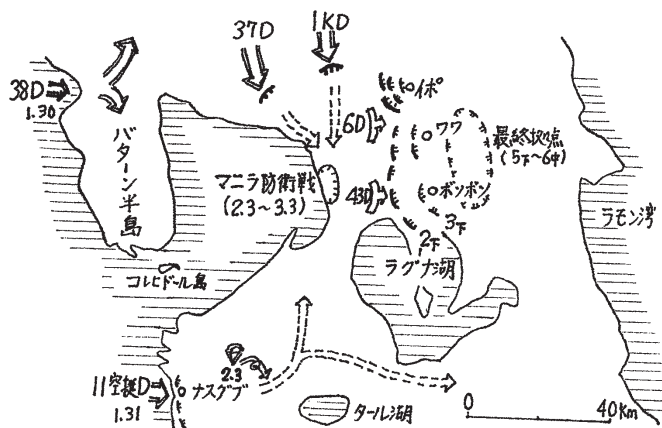 37D
1KD
38D
1.30
イポ
6D
ワワ
最終拠点
(5下~6中)
バターン半島
マニラ防衛戦
(2.3~3.3)
43D
ボソボソ
3下
2下
ラモン湾
ラグナ湖
コレヒドール島
11空挺D
1.31
ナスグブ
2.3
タール湖
0
40Km